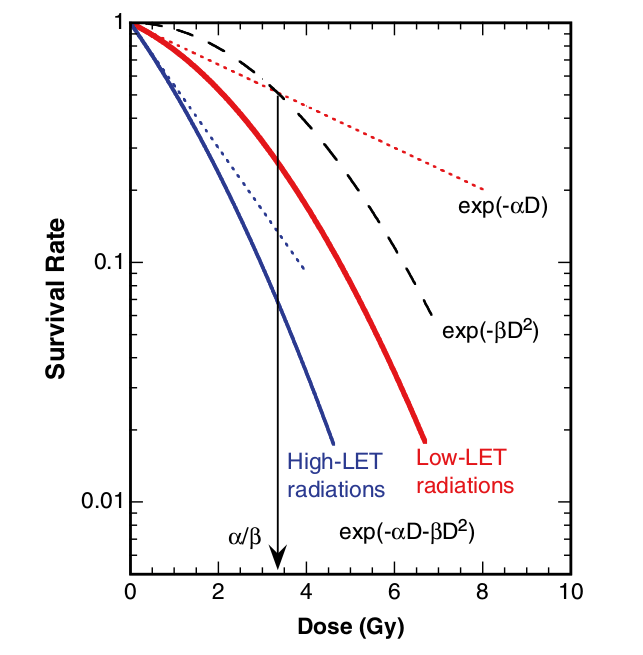 1
0.1
0.01
Survival Rate
exp(-αD)
exp(-βD²)
High-LET
radiations
Low-LET
radiations
exp(-αD-βD²)
α/β
0 2 4 6 8 10
Dose (Gy)